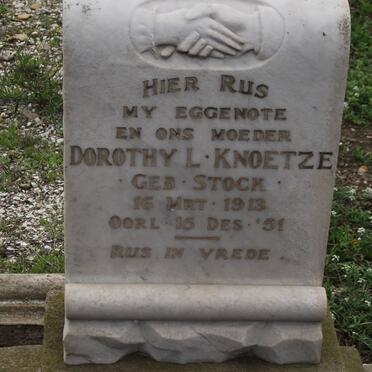 HIER RUS
MY EGGENOTE
EN ONS MOEDER
DOROTHY L. KNOETZE
GEB. STOCK
16 MRT. 1913
OORL. 15 DES. '51
RUS IN VREDE.